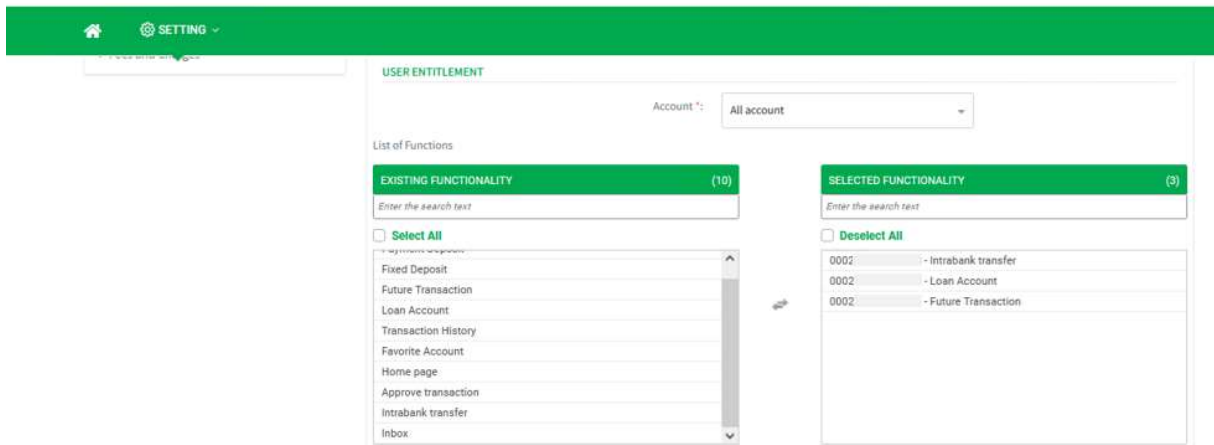 SETTING
USER ENTITLEMENT
Account *:
All account
List of Functions
EXISTING FUNCTIONALITY (10)
Enter the search text
Select All
Payment Deposit
Fixed Deposit
Future Transaction
Loan Account
Transaction History
Favorite Account
Home page
Approve transaction
Intrabank transfer
Inbox
SELECTED FUNCTIONALITY (3)
Enter the search text
Deselect All
0002 - Intrabank transfer
0002 - Loan Account
0002 - Future Transaction